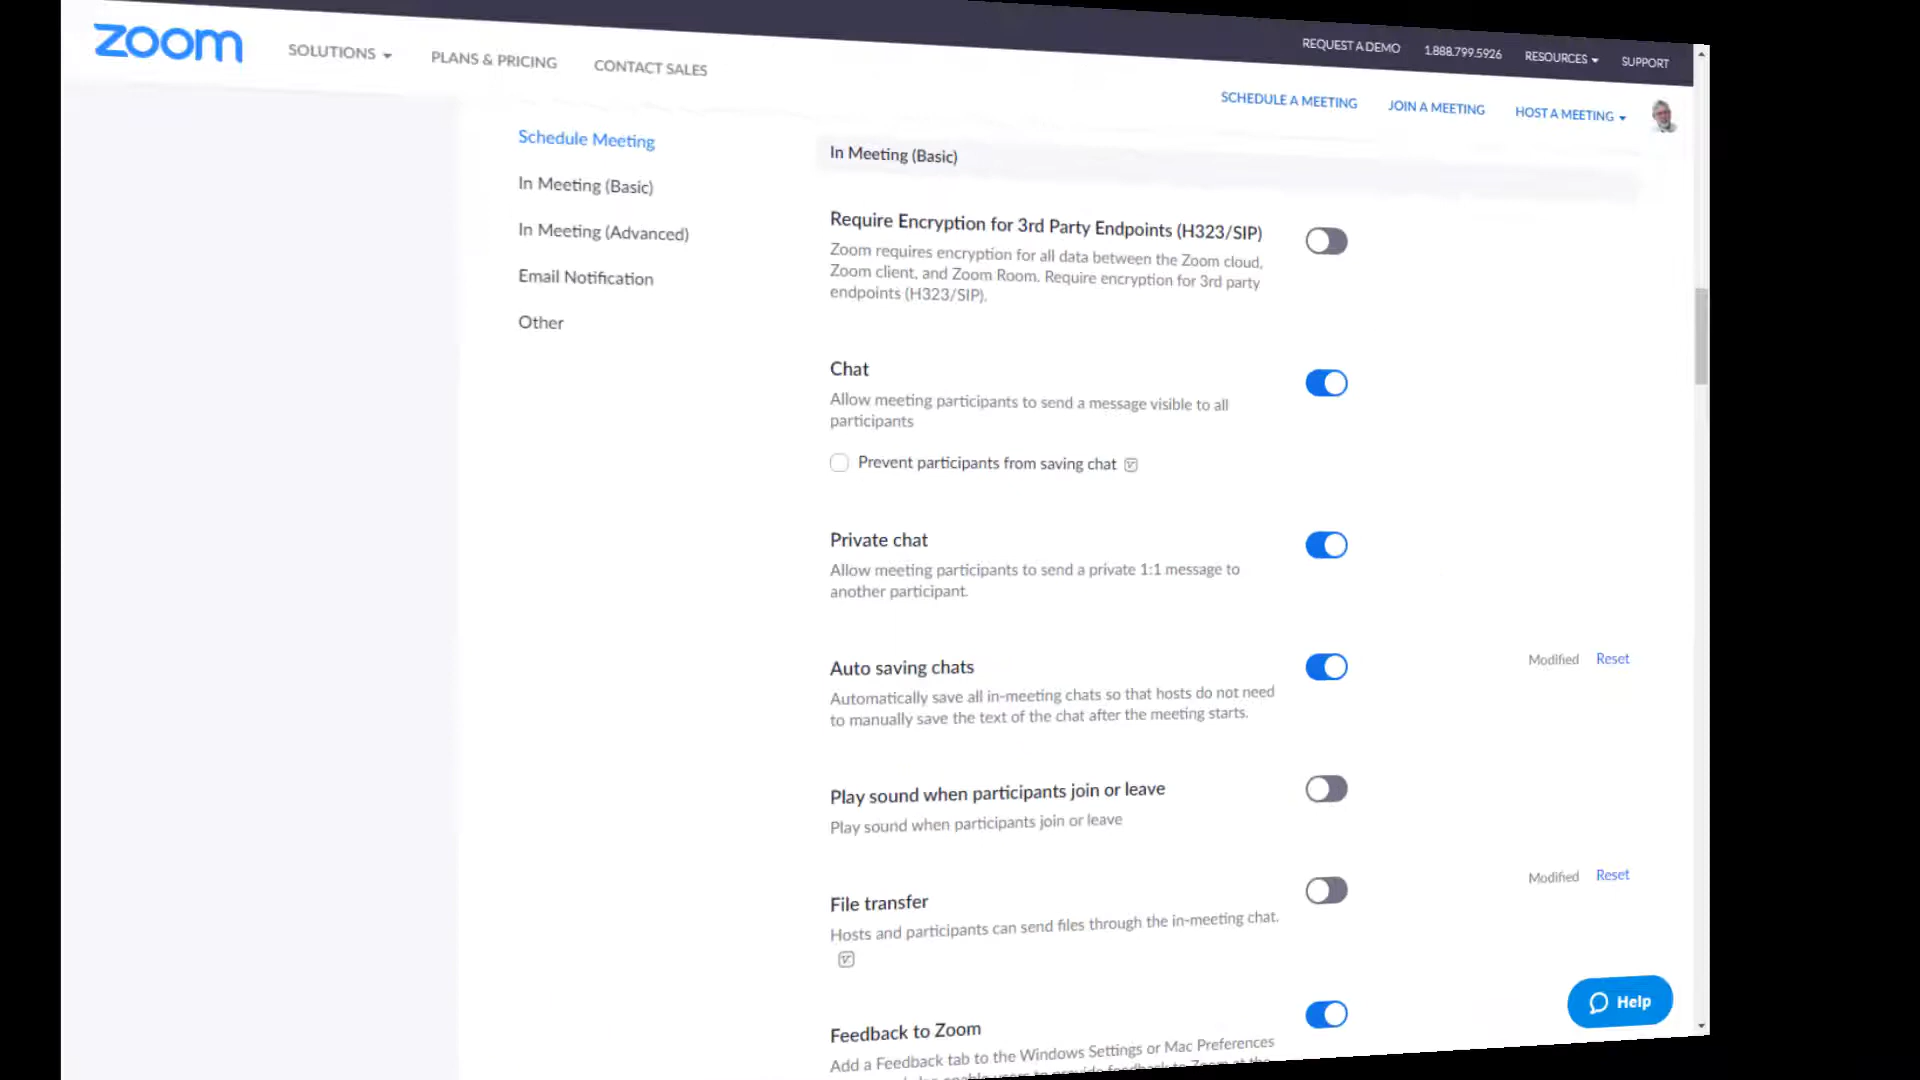 REQUEST A DEMO 1.888.799.5926 RESOURCES SUPPORT
zoom SOLUTIONS PLANS & PRICING CONTACT SALES
SCHEDULE A MEETING JOIN A MEETING HOST A MEETING
Schedule Meeting
In Meeting (Basic)
In Meeting (Advanced)
Email Notification
Other
In Meeting (Basic)
Require Encryption for 3rd Party Endpoints (H323/SIP)
Zoom requires encryption for all data between the Zoom cloud,
Zoom client, and Zoom Room. Require encryption for 3rd party
endpoints (H323/SIP).
Chat
Allow meeting participants to send a message visible to all
participants
Prevent participants from saving chat
Private chat
Allow meeting participants to send a private 1:1 message to
another participant.
Auto saving chats
Modified Reset
Automatically save all in-meeting chats so that hosts do not need
to manually save the text of the chat after the meeting starts.
Play sound when participants join or leave
Play sound when participants join or leave
File transfer
Modified Reset
Hosts and participants can send files through the in-meeting chat.
Feedback to Zoom
Add a Feedback tab to the Windows Settings or Mac Preferences
Help